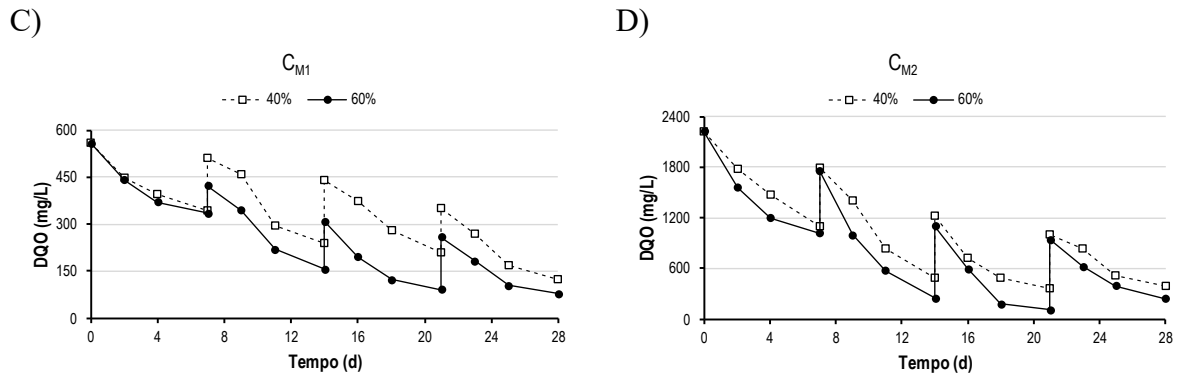 C)
C_M1
40% 60%
600
450
300
150
0
DQO (mg/L)
0 4 8 12 16 20 24 28
Tempo (d)
D)
C_M2
40% 60%
2400
1800
1200
600
0
DQO (mg/L)
0 4 8 12 16 20 24 28
Tempo (d)